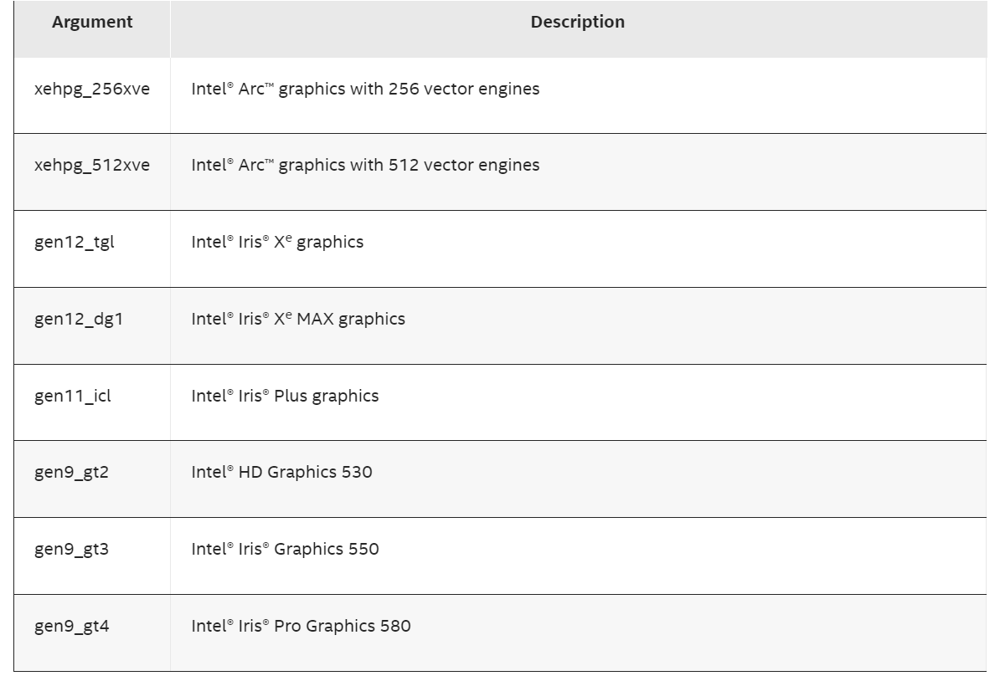 Argument Description
xehpg_256xve Intel® Arc™ graphics with 256 vector engines
xehpg_512xve Intel® Arc™ graphics with 512 vector engines
gen12_tgl Intel® Iris® Xᵉ graphics
gen12_dg1 Intel® Iris® Xᵉ MAX graphics
gen11_icl Intel® Iris® Plus graphics
gen9_gt2 Intel® HD Graphics 530
gen9_gt3 Intel® Iris® Graphics 550
gen9_gt4 Intel® Iris® Pro Graphics 580